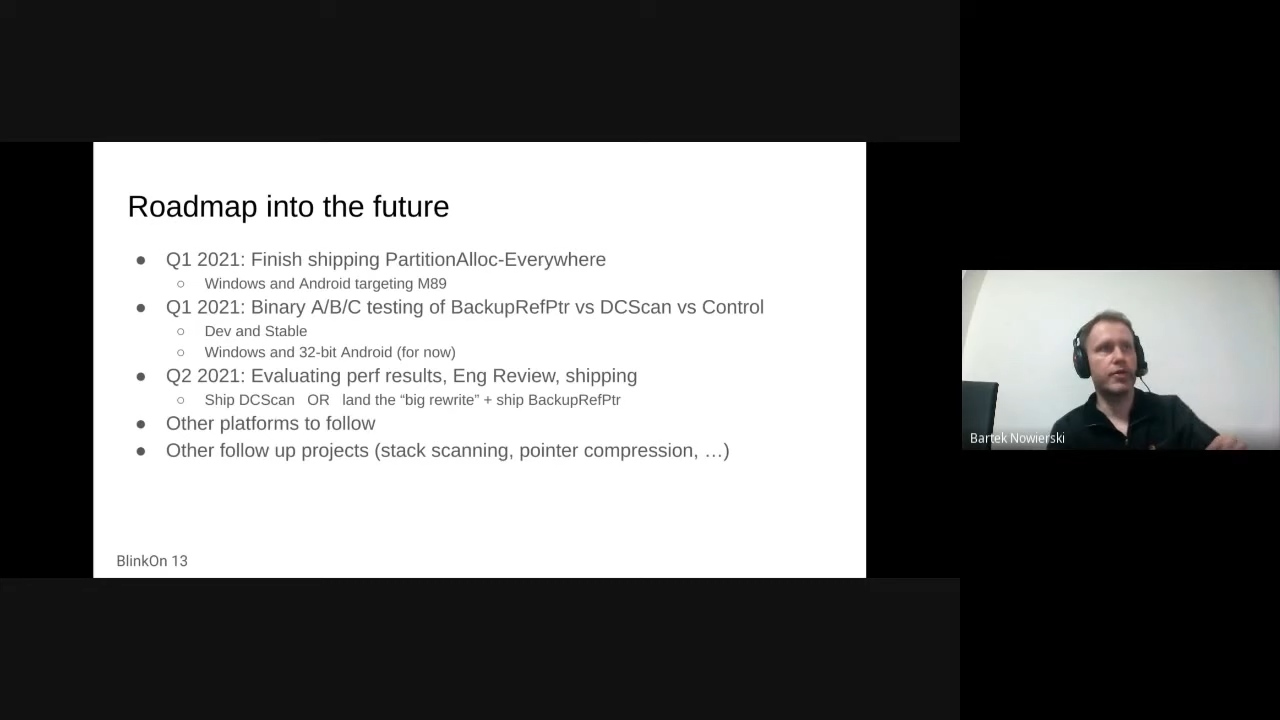 Roadmap into the future
● Q1 2021: Finish shipping PartitionAlloc-Everywhere
○ Windows and Android targeting M89
● Q1 2021: Binary A/B/C testing of BackupRefPtr vs DCScan vs Control
○ Dev and Stable
○ Windows and 32-bit Android (for now)
● Q2 2021: Evaluating perf results, Eng Review, shipping
○ Ship DCScan OR land the “big rewrite” + ship BackupRefPtr
● Other platforms to follow
● Other follow up projects (stack scanning, pointer compression, …)
BlinkOn 13
Bartek Nowierski